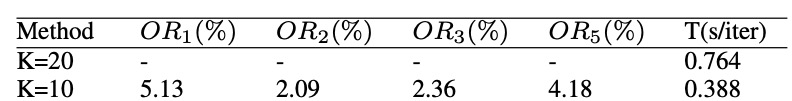 Method OR1(%) OR2(%) OR3(%) OR5(%) T(s/iter)
K=20 - - - - 0.764
K=10 5.13 2.09 2.36 4.18 0.388